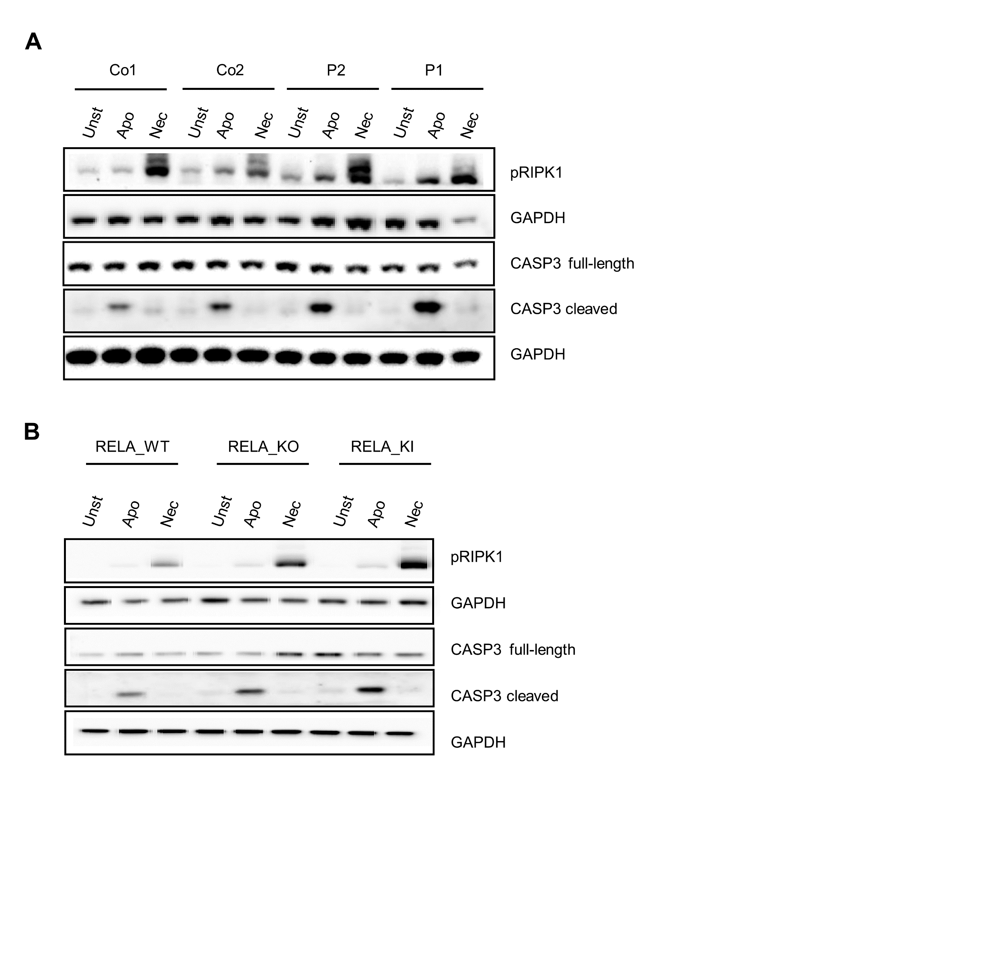 A
Co1 Co2 P2 P1
Unst Apo Nec Unst Apo Nec Unst Apo Nec Unst Apo Nec
pRIPK1
GAPDH
CASP3 full-length
CASP3 cleaved
GAPDH
B
RELA_WT RELA_KO RELA_KI
Unst Apo Nec Unst Apo Nec Unst Apo Nec
pRIPK1
GAPDH
CASP3 full-length
CASP3 cleaved
GAPDH